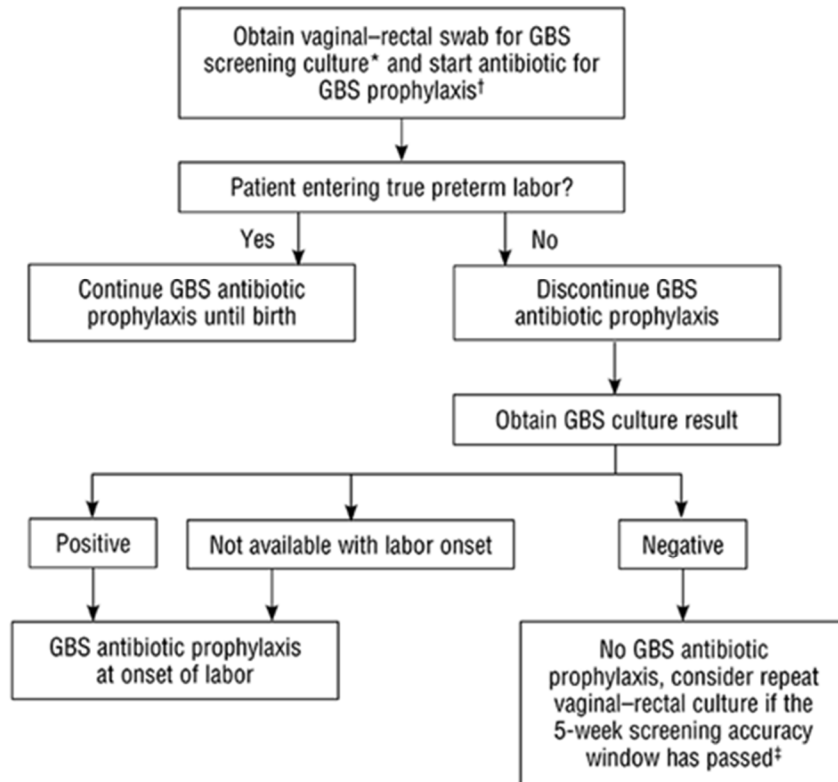 Obtain vaginal–rectal swab for GBS
screening culture* and start antibiotic for
GBS prophylaxis†
Patient entering true preterm labor?
Yes
No
Continue GBS antibiotic
prophylaxis until birth
Discontinue GBS
antibiotic prophylaxis
Obtain GBS culture result
Positive
Not available with labor onset
Negative
GBS antibiotic prophylaxis
at onset of labor
No GBS antibiotic
prophylaxis, consider repeat
vaginal–rectal culture if the
5-week screening accuracy
window has passed‡